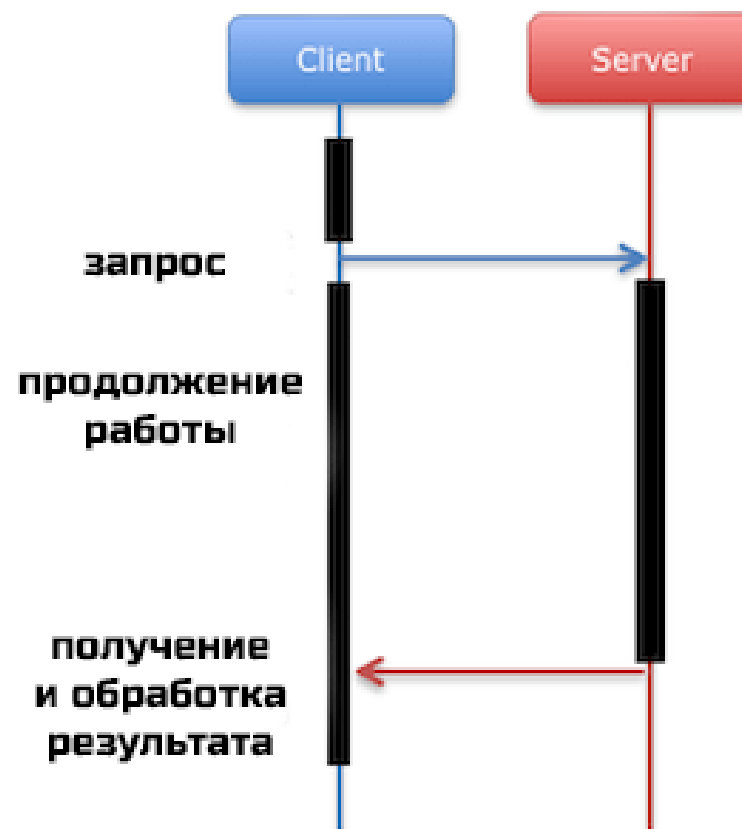 Client
Server
запрос
продолжение
работы
получение
и обработка
результата